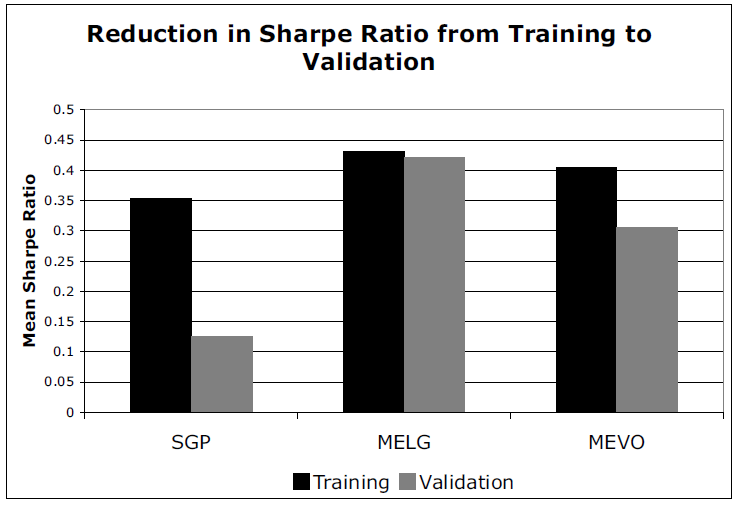 Reduction in Sharpe Ratio from Training to
Validation
Mean Sharpe Ratio
0.5
0.45
0.4
0.35
0.3
0.25
0.2
0.15
0.1
0.05
0
SGP
MELG
MEVO
Training
Validation